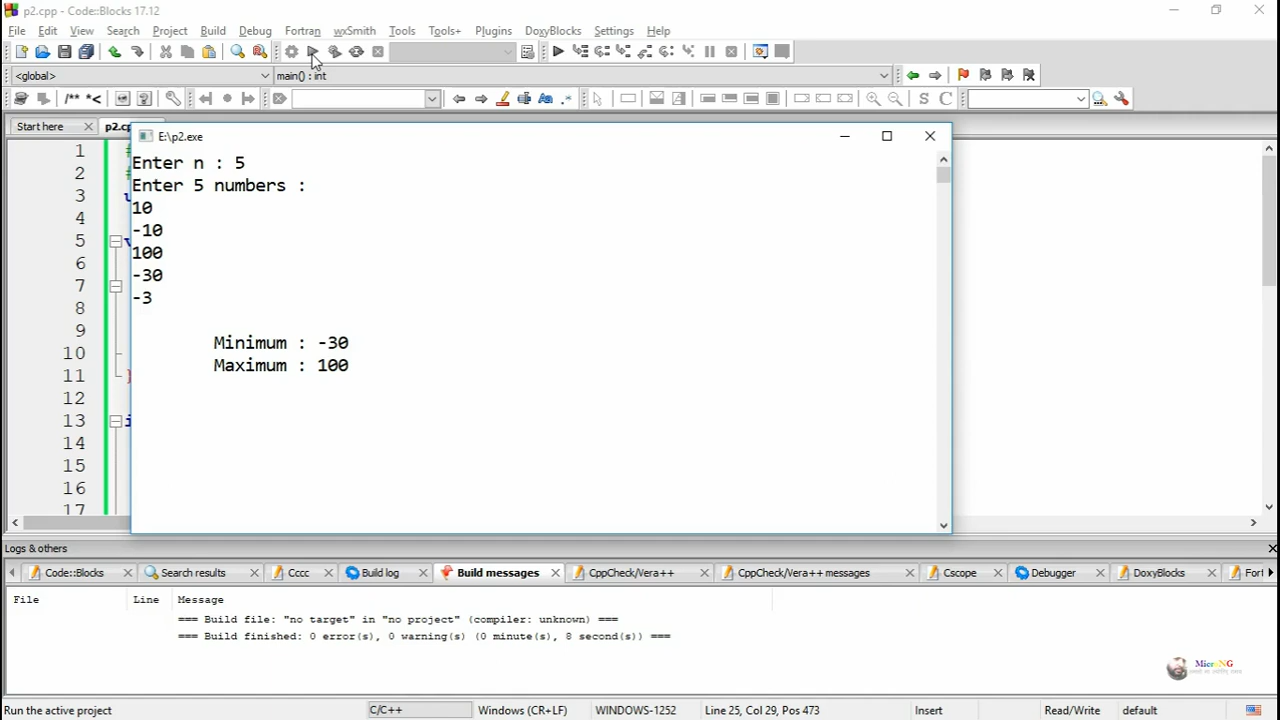 p2.cpp - Code::Blocks 17.12
File Edit View Search Project Build Debug Fortran wxSmith Tools Tools+ Plugins DoxyBlocks Settings Help
<global> main() : int
/** *<
Aa .*
S C
Start here p2.cp
E:\p2.exe
1
2
3
4
5
6
7
8
9
10
11
12
13
14
15
16
17
Enter n : 5
Enter 5 numbers :
10
-10
100
-30
-3
Minimum : -30
Maximum : 100
Logs & others
Code::Blocks Search results Cccc Build log Build messages CppCheck/Vera++ CppCheck/Vera++ messages Cscope Debugger DoxyBlocks For
File Line Message
=== Build file: "no target" in "no project" (compiler: unknown) ===
=== Build finished: 0 error(s), 0 warning(s) (0 minute(s), 8 second(s)) ===
MicroNG
Run the active project C/C++ Windows (CR+LF) WINDOWS-1252 Line 25, Col 29, Pos 473 Insert Read/Write default